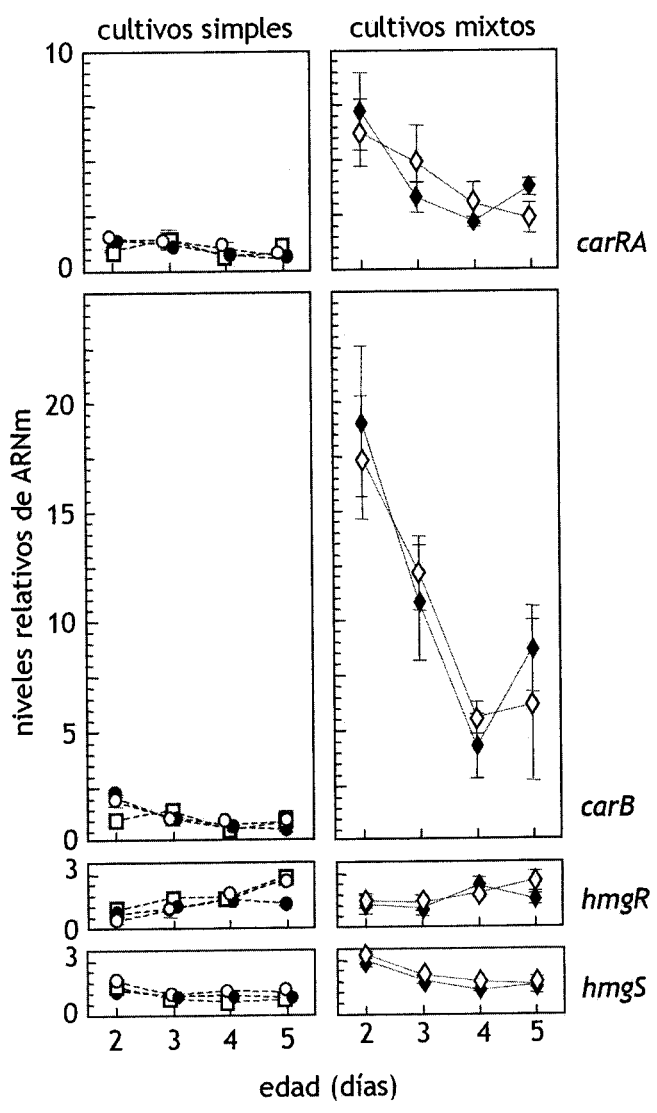 cultivos simples
cultivos mixtos
10
0
carRA
niveles relativos de ARNm
20
15
10
5
0
carB
3
0
hmgR
3
0
hmgS
2 3 4 5
2 3 4 5
edad (días)